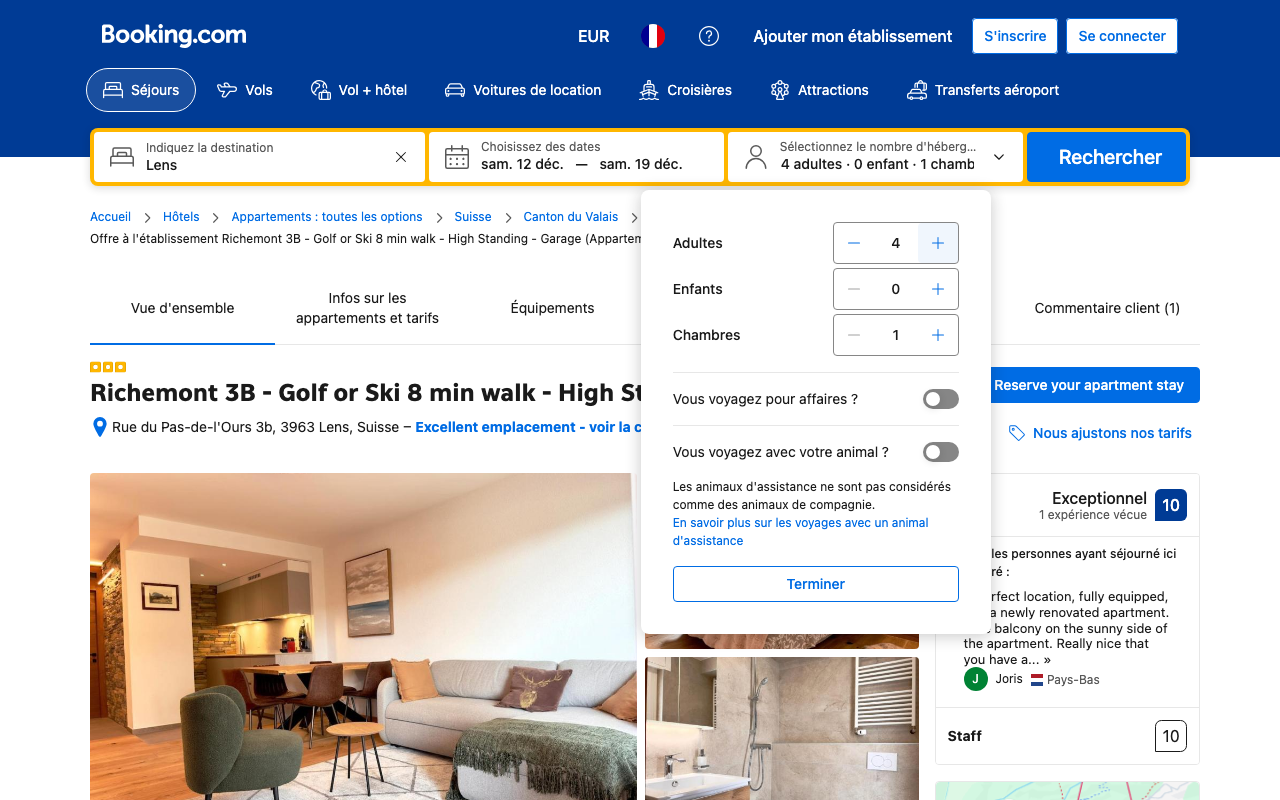 Booking.com
EUR
Ajouter mon établissement
S'inscrire
Se connecter
Séjours
Vols
Vol + hôtel
Voitures de location
Croisières
Attractions
Transferts aéroport
Indiquez la destination
Lens
Choisissez des dates
sam. 12 déc. — sam. 19 déc.
Sélectionnez le nombre d'héberg...
4 adultes · 0 enfant · 1 chamb
Rechercher
Accueil
Hôtels
Appartements : toutes les options
Suisse
Canton du Valais
Offre à l'établissement Richemont 3B - Golf or Ski 8 min walk - High Standing - Garage (Appartem
Adultes
4
Enfants
0
Chambres
1
Vous voyagez pour affaires ?
Vous voyagez avec votre animal ?
Les animaux d'assistance ne sont pas considérés
comme des animaux de compagnie.
En savoir plus sur les voyages avec un animal
d'assistance
Terminer
Vue d'ensemble
Infos sur les
appartements et tarifs
Équipements
Commentaire client (1)
Richemont 3B - Golf or Ski 8 min walk - High St
Reserve your apartment stay
Rue du Pas-de-l'Ours 3b, 3963 Lens, Suisse – Excellent emplacement - voir la c
Nous ajustons nos tarifs
Exceptionnel
1 expérience vécue
10
les personnes ayant séjourné ici
ré :
rfect location, fully equipped,
a newly renovated apartment.
balcony on the sunny side of
the apartment. Really nice that
you have a... »
J
Joris
Pays-Bas
Staff
10